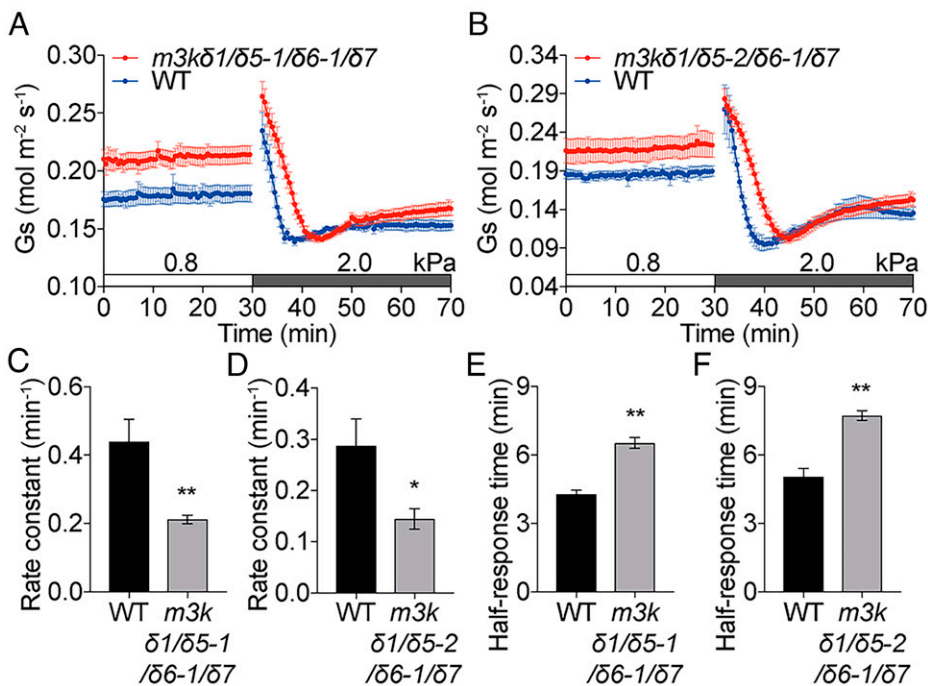 A
B
0.30
m3kδ1/δ5-1/δ6-1/δ7
WT
0.25
0.20
0.15
0.10
Gs (mol m⁻² s⁻¹)
0.8
2.0
kPa
0 10 20 30 40 50 60 70
Time (min)
0.34
m3kδ1/δ5-2/δ6-1/δ7
WT
0.29
0.24
0.19
0.14
0.09
0.04
Gs (mol m⁻² s⁻¹)
0.8
2.0
kPa
0 10 20 30 40 50 60 70
Time (min)
C
Rate constant (min⁻¹)
0.6
0.4
0.2
0.0
**
WT m3k
δ1/δ5-1
/δ6-1/δ7
D
Rate constant (min⁻¹)
0.4
0.3
0.2
0.1
0.0
*
WT m3k
δ1/δ5-2
/δ6-1/δ7
E
Half-response time (min)
9
6
3
0
**
WT m3k
δ1/δ5-1
/δ6-1/δ7
F
Half-response time (min)
9
6
3
0
**
WT m3k
δ1/δ5-2
/δ6-1/δ7